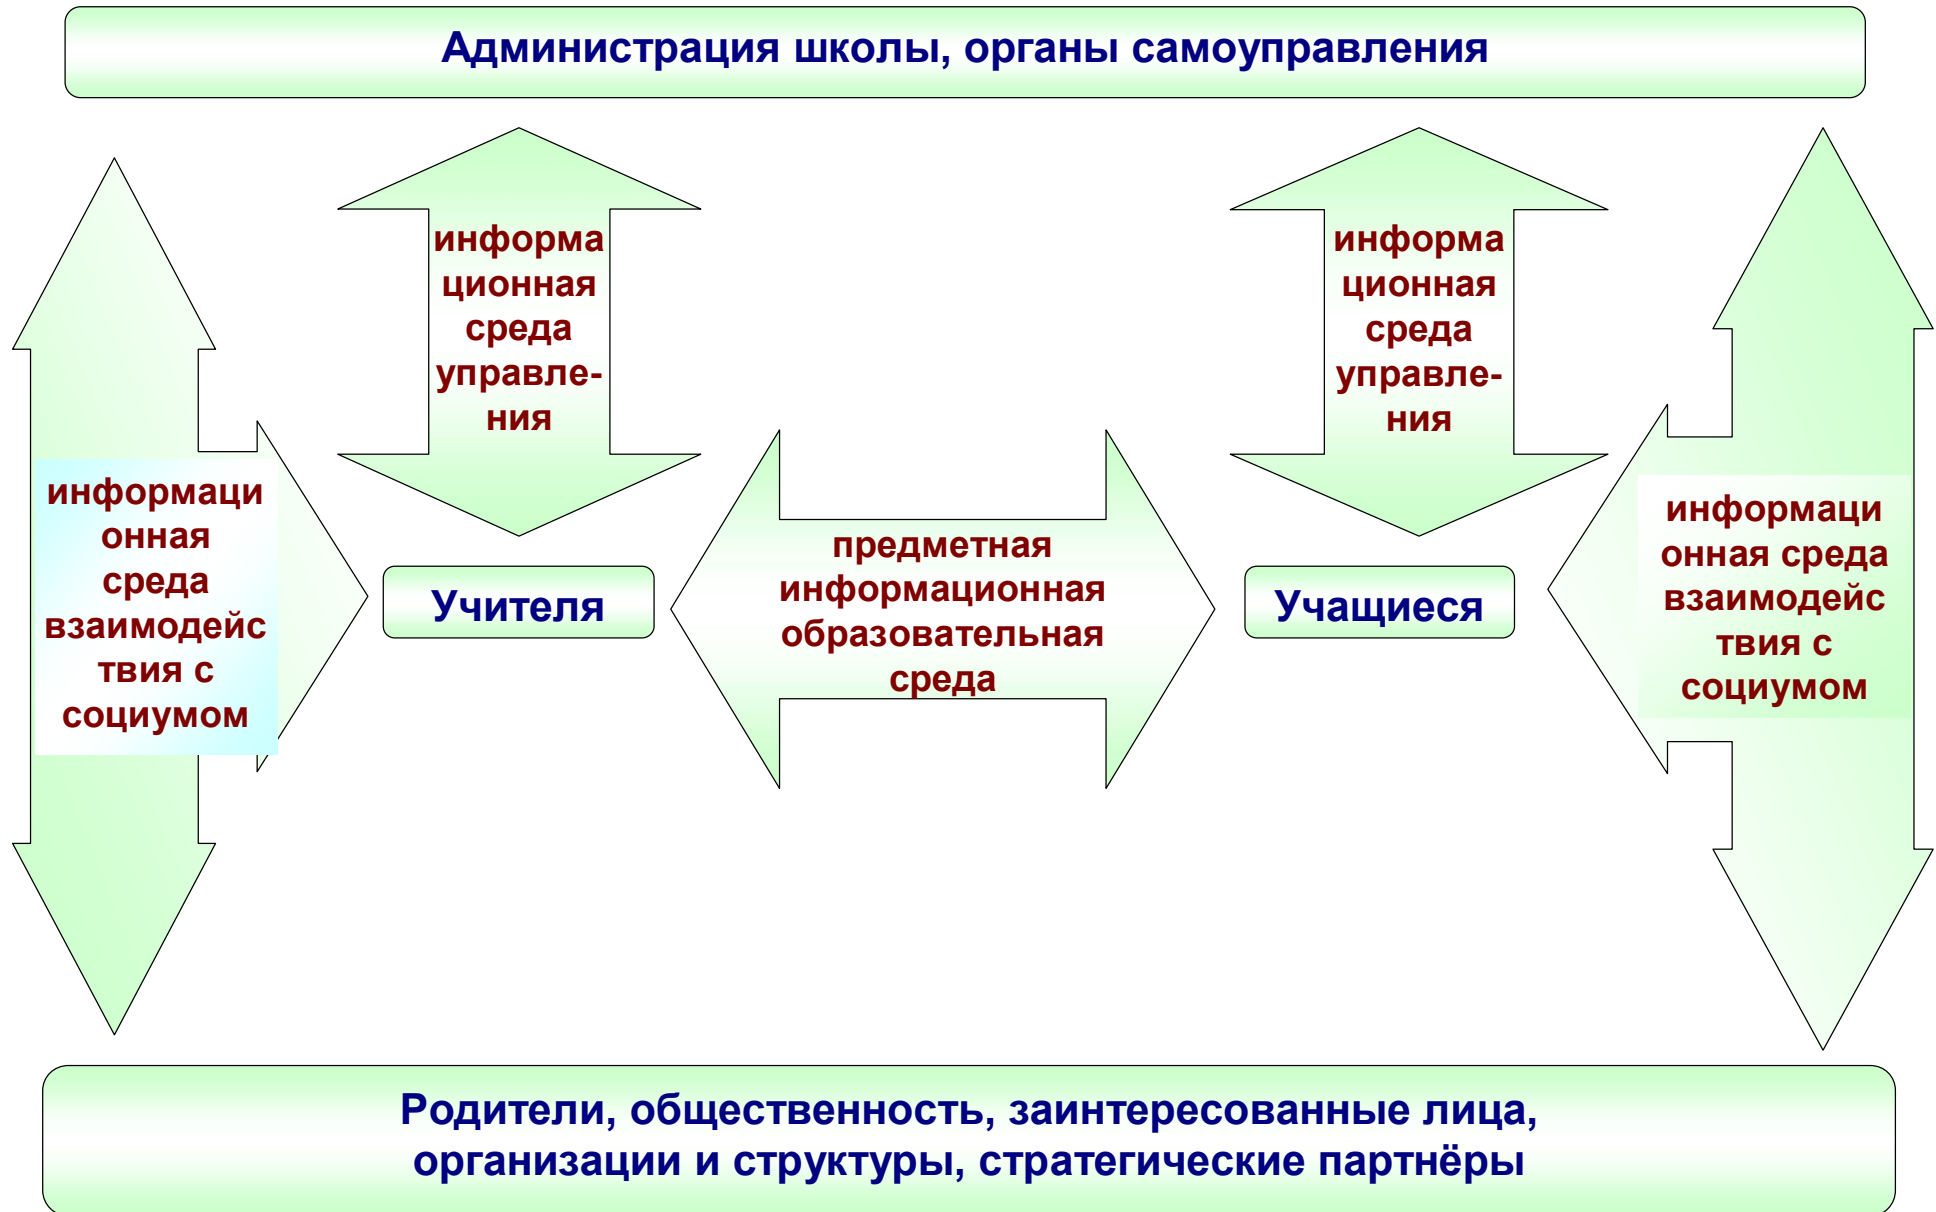 Администрация школы, органы самоуправления
информа
ционная
среда
управле-
ния
информа
ционная
среда
управле-
ния
информаци
онная
среда
взаимодейс
твия с
социумом
Учителя
предметная
информационная
образовательная
среда
Учащиеся
информаци
онная среда
взаимодейс
твия с
социумом
Родители, общественность, заинтересованные лица,
организации и структуры, стратегические партнёры